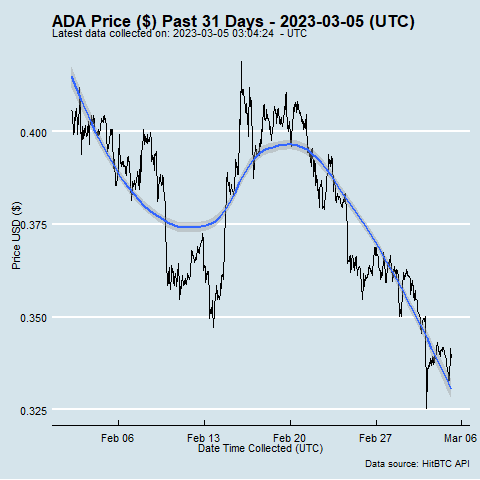 ADA Price ($) Past 31 Days - 2023-03-05 (UTC)
Latest data collected on: 2023-03-05 03:04:24 - UTC
0.400
0.375
0.350
0.325
Price USD ($)
Feb 06 Feb 13 Feb 20 Feb 27 Mar 06
Date Time Collected (UTC)
Data source: HitBTC API